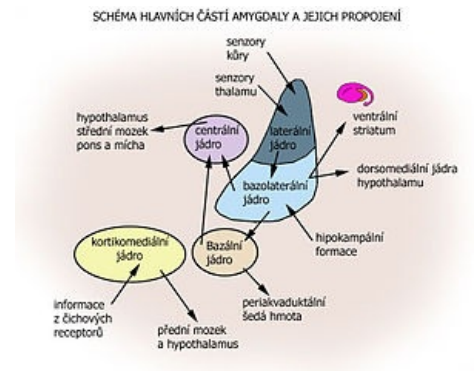 SCHÉMA HLAVNÍCH ČÁSTÍ AMYGDALY A JEJICH PROPOJENÍ
senzory
kůry
senzory
thalamu
hypothalamus
střední mozek
pons a mícha
centrální
jádro
laterální
jádro
ventrální
striatum
bazolaterální
jádro
dorsomediální jádra
hypothalamu
kortikomediální
jádro
Bazální
jádro
hipokampální
formace
informace
z čichových
receptorů
přední mozek
a hypothalamus
periakvaduktální
šedá hmota